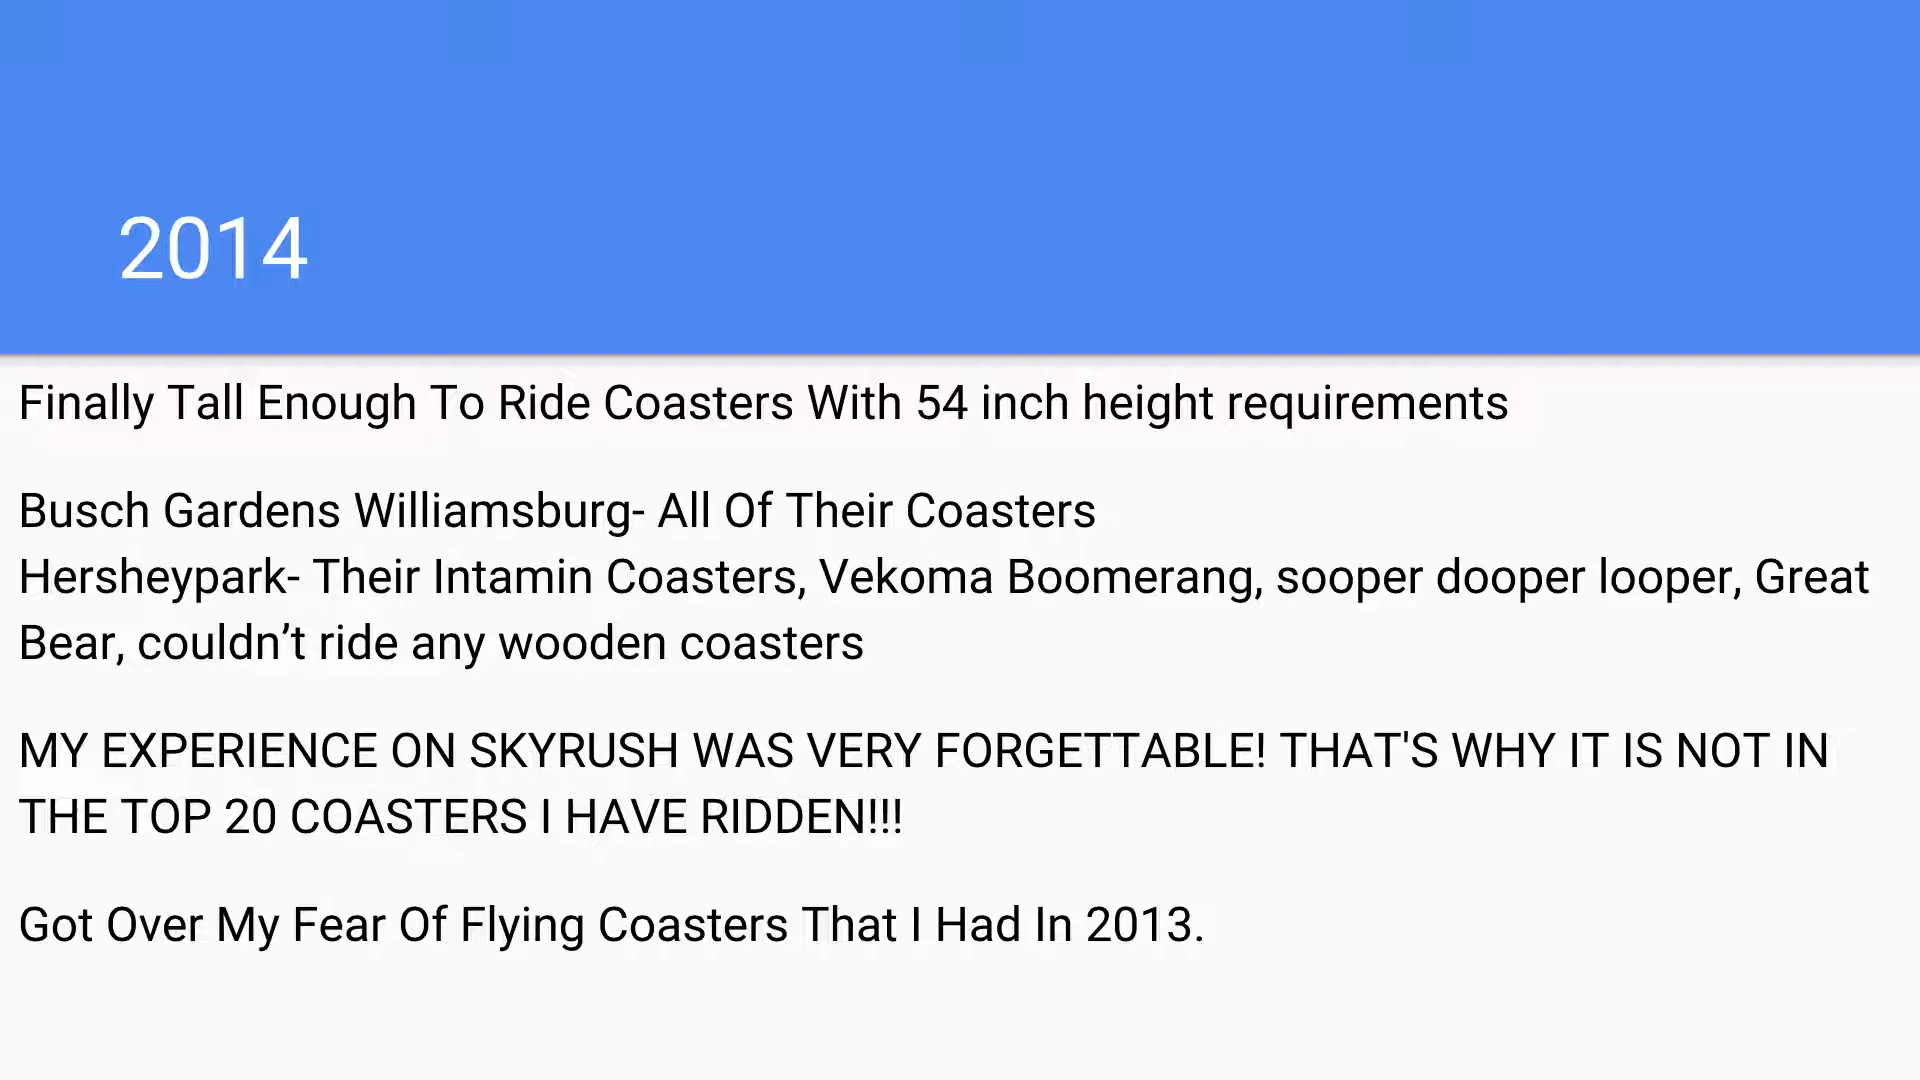 2014
Finally Tall Enough To Ride Coasters With 54 inch height requirements
Busch Gardens Williamsburg- All Of Their Coasters
Hersheypark- Their Intamin Coasters, Vekoma Boomerang, sooper dooper looper, Great
Bear, couldn’t ride any wooden coasters
MY EXPERIENCE ON SKYRUSH WAS VERY FORGETTABLE! THAT'S WHY IT IS NOT IN
THE TOP 20 COASTERS I HAVE RIDDEN!!!
Got Over My Fear Of Flying Coasters That I Had In 2013.